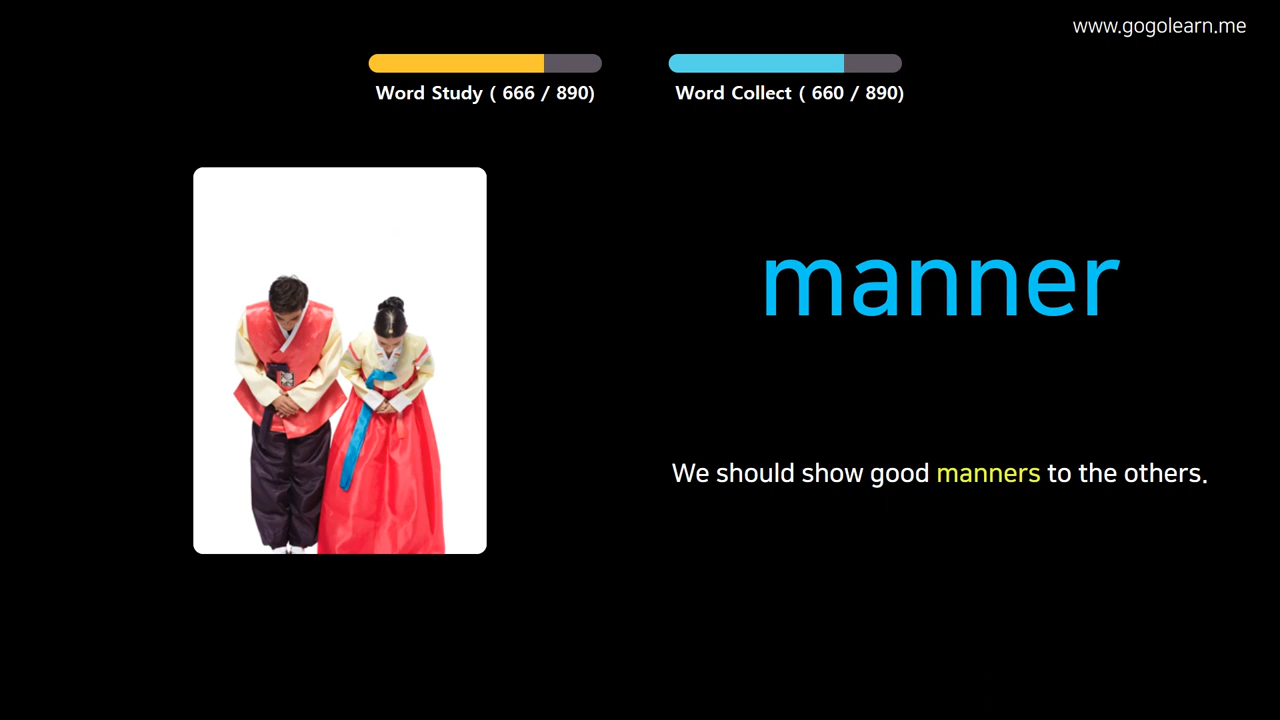 www.gogolearn.me
Word Study ( 666 / 890)
Word Collect ( 660 / 890)
manner
We should show good manners to the others.